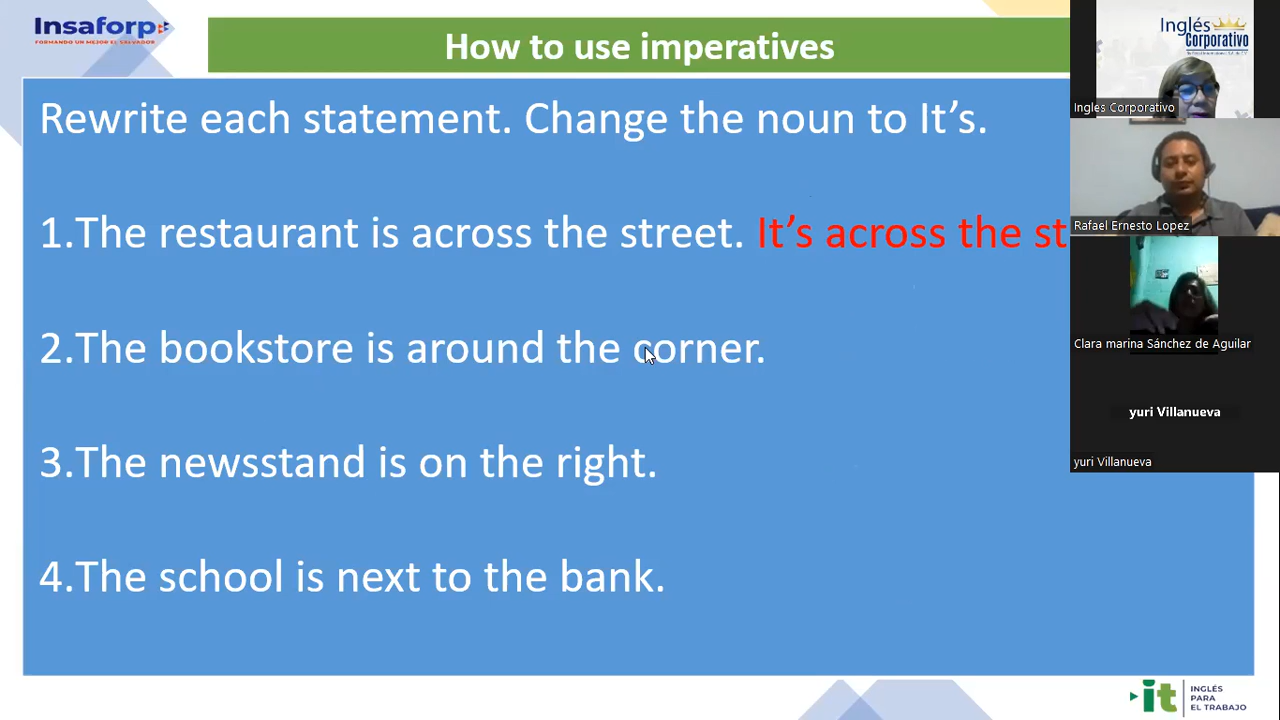 Insaforp
FORMANDO UN MEJOR EL SALVADOR
How to use imperatives
Rewrite each statement. Change the noun to It's.
1.The restaurant is across the street. It's across the st
2.The bookstore is around the corner.
3.The newsstand is on the right.
4.The school is next to the bank.
Inglés
Corporativo
Ingles Corporativo
Rafael Ernesto Lopez
Clara marina Sánchez de Aguilar
yuri Villanueva
yuri Villanueva
it
INGLÉS
PARA
EL TRABAJO